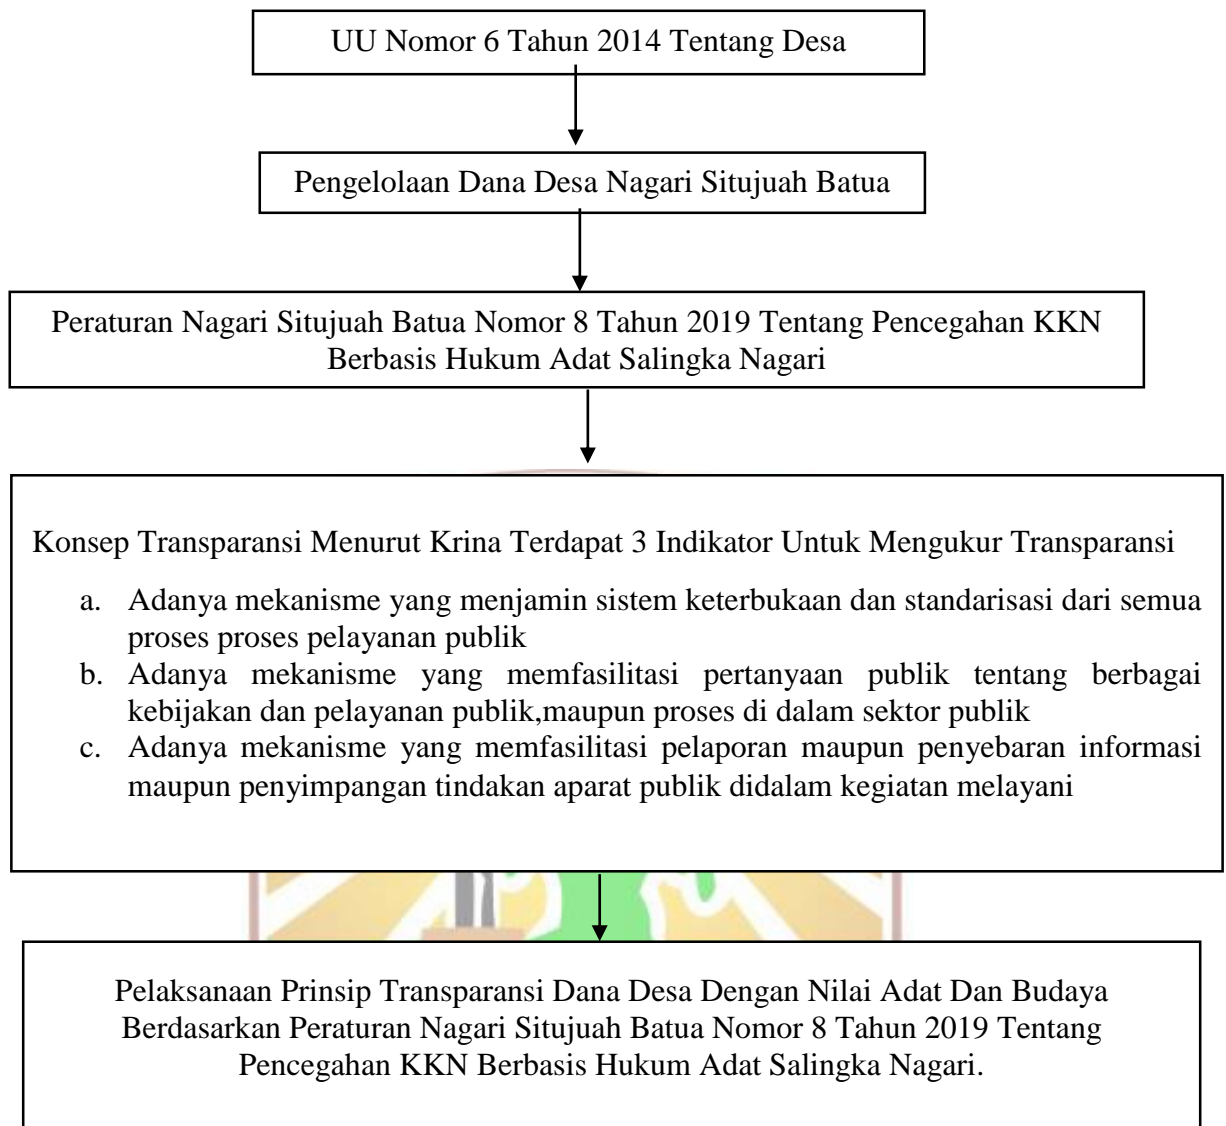 UU Nomor 6 Tahun 2014 Tentang Desa
Pengelolaan Dana Desa Nagari Situjuah Batua
Peraturan Nagari Situjuah Batua Nomor 8 Tahun 2019 Tentang Pencegahan KKN
Berbasis Hukum Adat Salingka Nagari
Konsep Transparansi Menurut Krina Terdapat 3 Indikator Untuk Mengukur Transparansi
a. Adanya mekanisme yang menjamin sistem keterbukaan dan standarisasi dari semua
proses proses pelayanan publik
b. Adanya mekanisme yang memfasilitasi pertanyaan publik tentang berbagai
kebijakan dan pelayanan publik,maupun proses di dalam sektor publik
c. Adanya mekanisme yang memfasilitasi pelaporan maupun penyebaran informasi
maupun penyimpangan tindakan aparat publik didalam kegiatan melayani
Pelaksanaan Prinsip Transparansi Dana Desa Dengan Nilai Adat Dan Budaya
Berdasarkan Peraturan Nagari Situjuah Batua Nomor 8 Tahun 2019 Tentang
Pencegahan KKN Berbasis Hukum Adat Salingka Nagari.